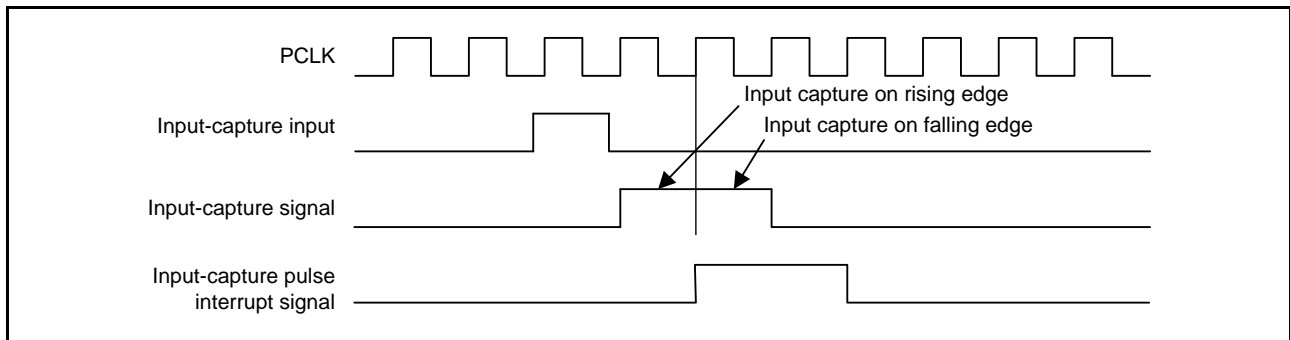 PCLK
Input capture on rising edge
Input-capture input
Input capture on falling edge
Input-capture signal
Input-capture pulse
interrupt signal